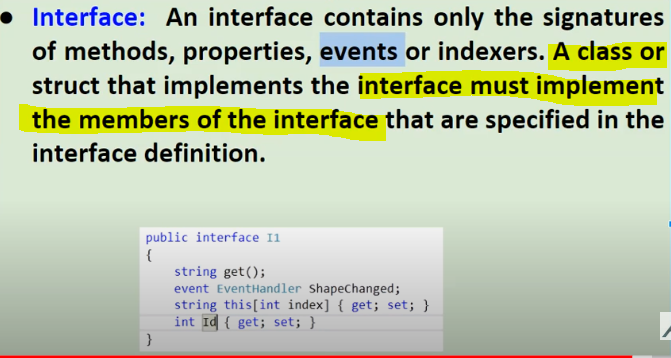 • Interface: An interface contains only the signatures
of methods, properties, events or indexers. A class or
struct that implements the interface must implement
the members of the interface that are specified in the
interface definition.
public interface I1
{
string get();
event EventHandler ShapeChanged;
string this[int index] { get; set; }
int Id { get; set; }
}